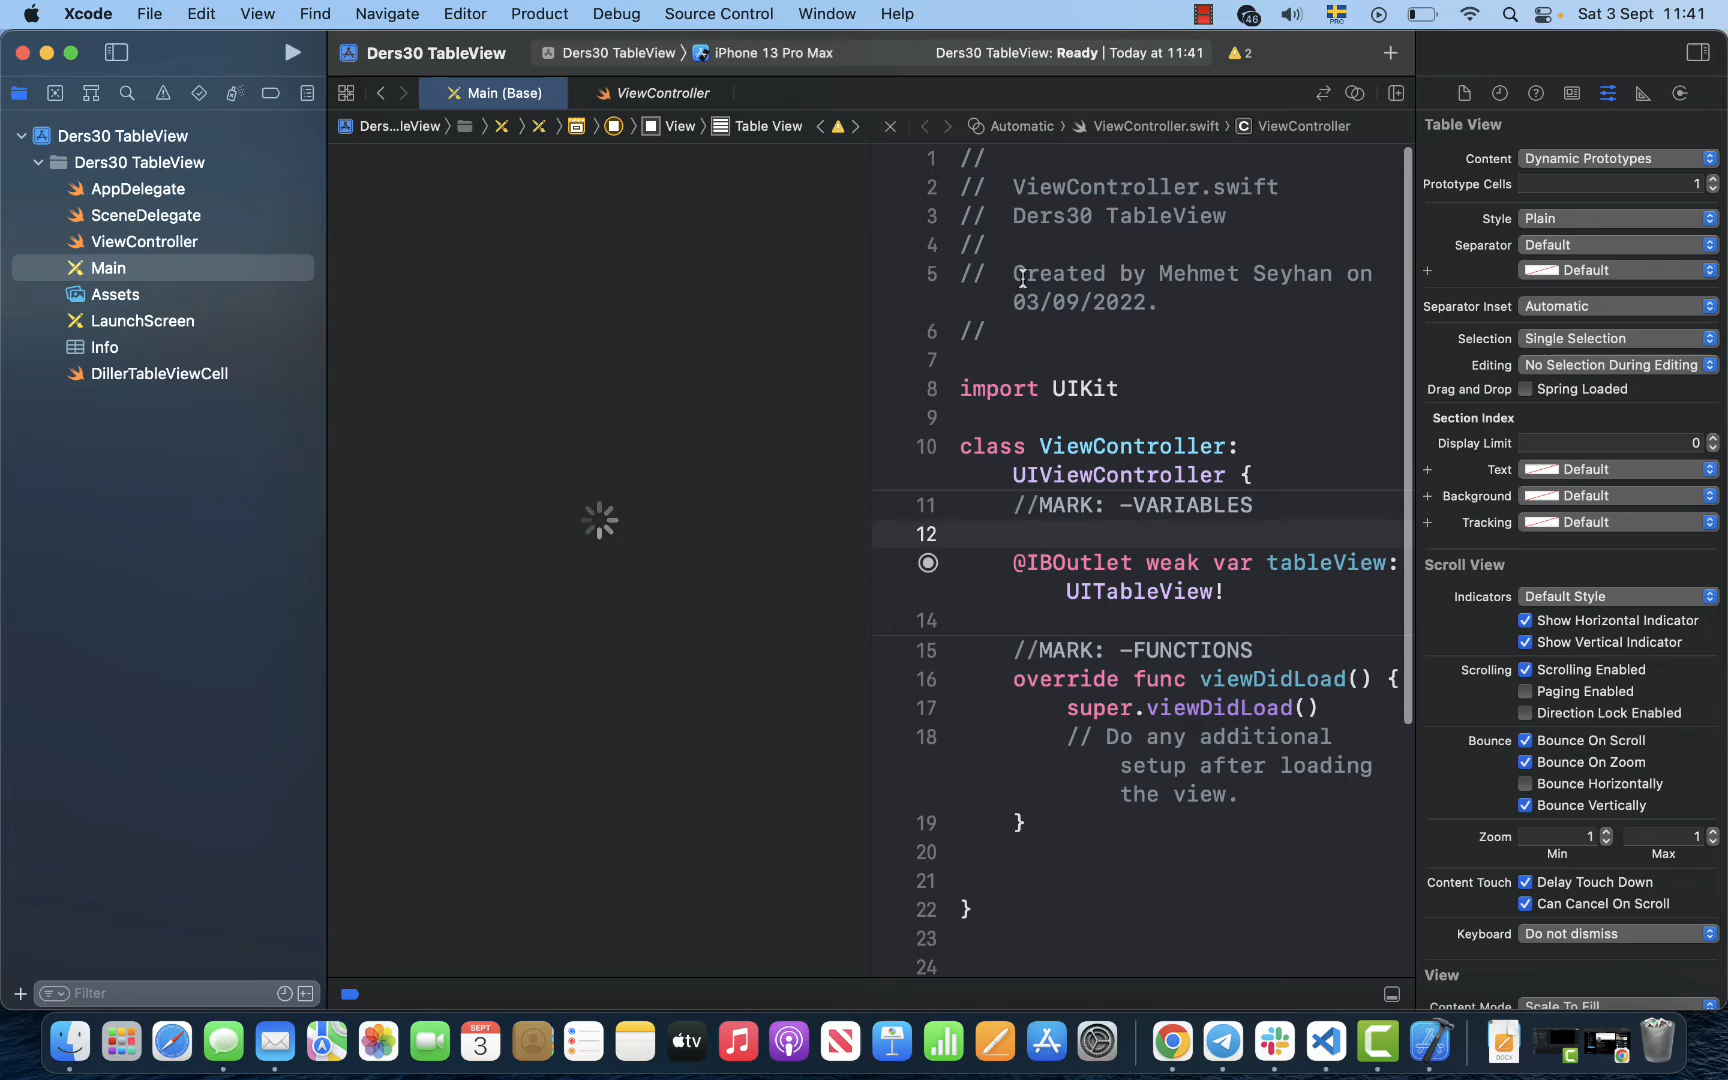 Xcode File Edit View Find Navigate Editor Product Debug Source Control Window Help 46 PRO Sat 3 Sept 11:41
Ders30 TableView Ders30 TableView iPhone 13 Pro Max Ders30 TableView: Ready | Today at 11:41 2
Main (Base) ViewController
Ders...leView View Table View Automatic ViewController.swift C ViewController
Ders30 TableView
Ders30 TableView
AppDelegate
SceneDelegate
ViewController
Main
Assets
LaunchScreen
Info
DillerTableViewCell
Filter
1 //
2 // ViewController.swift
3 // Ders30 TableView
4 //
5 // Created by Mehmet Seyhan on
03/09/2022.
6 //
7
8 import UIKit
9
10 class ViewController:
UIViewController {
11 //MARK: -VARIABLES
12
@IBOutlet weak var tableView:
UITableView!
14
15 //MARK: -FUNCTIONS
16 override func viewDidLoad() {
17 super.viewDidLoad()
18 // Do any additional
setup after loading
the view.
19 }
20
21
22 }
23
24
Table View
Content Dynamic Prototypes
Prototype Cells 1
Style Plain
Separator Default
Default
Separator Inset Automatic
Selection Single Selection
Editing No Selection During Editing
Drag and Drop Spring Loaded
Section Index
Display Limit 0
Text Default
Background Default
Tracking Default
Scroll View
Indicators Default Style
Show Horizontal Indicator
Show Vertical Indicator
Scrolling Scrolling Enabled
Paging Enabled
Direction Lock Enabled
Bounce Bounce On Scroll
Bounce On Zoom
Bounce Horizontally
Bounce Vertically
Zoom 1 1
Min Max
Content Touch Delay Touch Down
Can Cancel On Scroll
Keyboard Do not dismiss
View
Content Mode Scale To Fill
SEPT
3
tv
DOCX